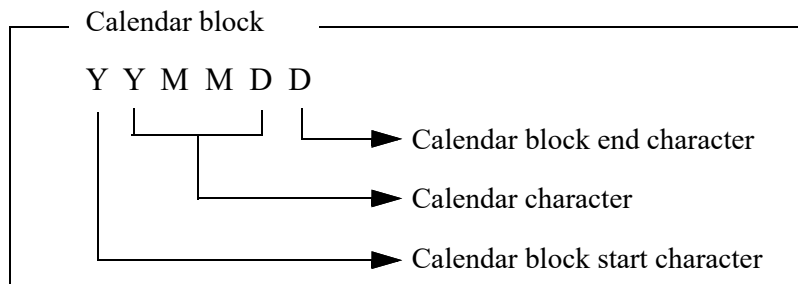 Calendar block
Y Y M M D D
Calendar block end character
Calendar character
Calendar block start character